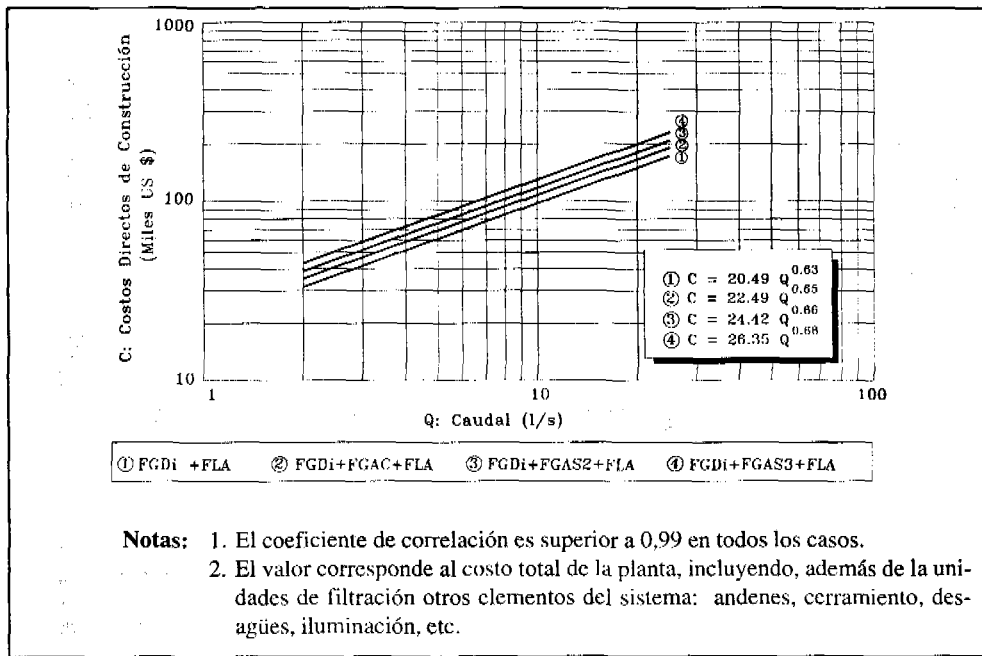 1000
C: Costos Directos de Construcción
(Miles US $)
100
10
④
③
②
①
① C = 20.49 Q^0.63
② C = 22.49 Q^0.65
③ C = 24.42 Q^0.66
④ C = 26.35 Q^0.68
1 10 100
Q: Caudal (l/s)
① FGDi +FLA ② FGDi+FGAC+FLA ③ FGDi+FGAS2+FLA ④ FGDi+FGAS3+FLA
Notas: 1. El coeficiente de correlación es superior a 0,99 en todos los casos.
2. El valor corresponde al costo total de la planta, incluyendo, además de la uni-
dades de filtración otros elementos del sistema: andenes, cerramiento, des-
agües, iluminación, etc.